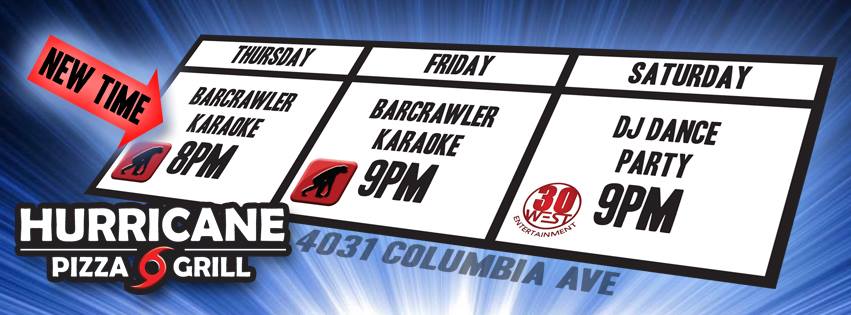 NEW TIME
THURSDAY
BARCRAWLER
KARAOKE
8PM
FRIDAY
BARCRAWLER
KARAOKE
9PM
SATURDAY
DJ DANCE
PARTY
9PM
30
WEST
ENTERTAINMENT
HURRICANE
PIZZA GRILL
4031 COLUMBIA AVE